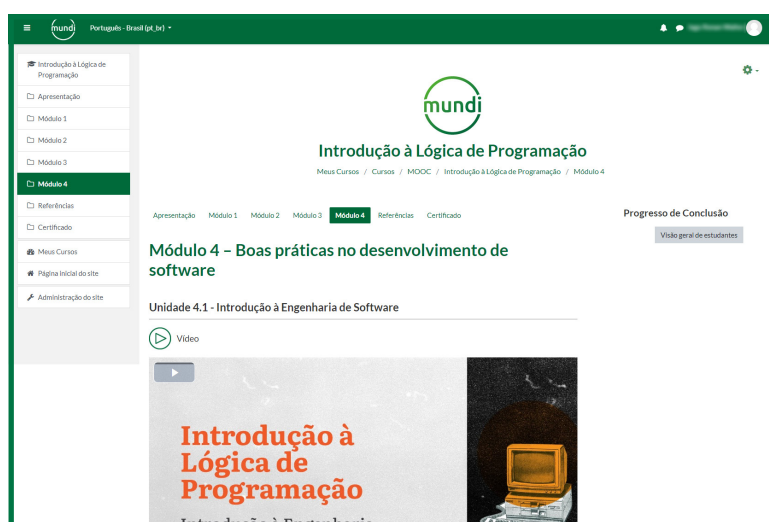 mundi
Português - Brasil (pt_br)
Introdução à Lógica de
Programação
Apresentação
Módulo 1
Módulo 2
Módulo 3
Módulo 4
Referências
Certificado
Meus Cursos
Página inicial do site
Administração do site
mundi
Introdução à Lógica de Programação
Meus Cursos / Cursos / MOOC / Introdução à Lógica de Programação / Módulo 4
Apresentação Módulo 1 Módulo 2 Módulo 3 Módulo 4 Referências Certificado
Módulo 4 – Boas práticas no desenvolvimento de
software
Unidade 4.1 - Introdução à Engenharia de Software
Vídeo
Introdução à
Lógica de
Programação
Introdução à Engenharia
Progresso de Conclusão
Visão geral de estudantes